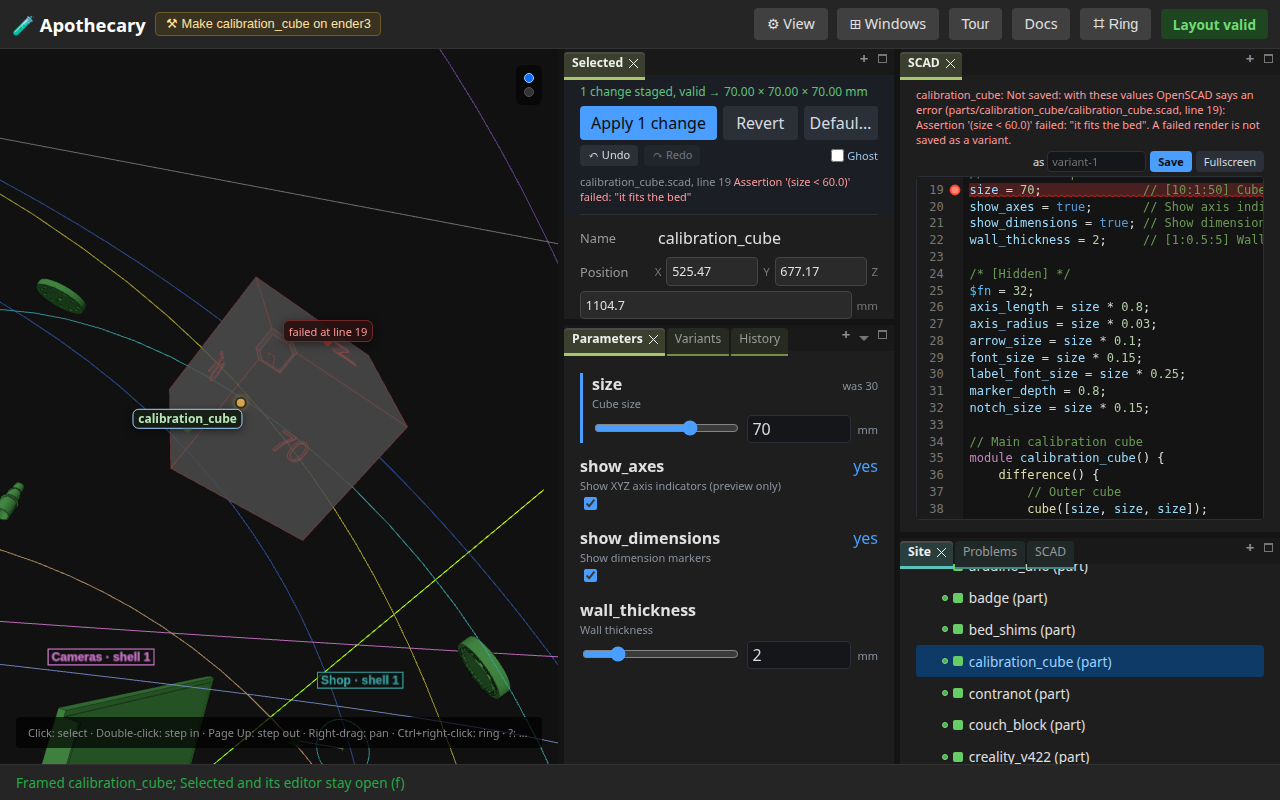 Apothecary
Make calibration_cube on ender3
View
Windows
Tour
Docs
Ring
Layout valid
Selected
1 change staged, valid → 70.00 × 70.00 × 70.00 mm
Apply 1 change
Revert
Defaul...
Undo
Redo
Ghost
calibration_cube.scad, line 19 Assertion '(size < 60.0)'
failed: "it fits the bed"
Name calibration_cube
Position X 525.47 Y 677.17 Z
1104.7 mm
Parameters
Variants
History
size was 30
Cube size
70 mm
show_axes yes
Show XYZ axis indicators (preview only)
show_dimensions yes
Show dimension markers
wall_thickness
Wall thickness
2 mm
SCAD
calibration_cube: Not saved: with these values OpenSCAD says an
error (parts/calibration_cube/calibration_cube.scad, line 19):
Assertion '(size < 60.0)' failed: "it fits the bed". A failed render is not
saved as a variant.
as variant-1 Save Fullscreen
19 size = 70; // [10:1:50] Cube
20 show_axes = true; // Show axis indi
21 show_dimensions = true; // Show dimension
22 wall_thickness = 2; // [1:0.5:5] Wall
23
24 /* [Hidden] */
25 $fn = 32;
26 axis_length = size * 0.8;
27 axis_radius = size * 0.03;
28 arrow_size = size * 0.1;
29 font_size = size * 0.15;
30 label_font_size = size * 0.25;
31 marker_depth = 0.8;
32 notch_size = size * 0.15;
33
34 // Main calibration cube
35 module calibration_cube() {
36 difference() {
37 // Outer cube
38 cube([size, size, size]);
Site
Problems
SCAD
arduino_uno (part)
badge (part)
bed_shims (part)
calibration_cube (part)
contranot (part)
couch_block (part)
creality_v422 (part)
failed at line 19
calibration_cube
70
Cameras · shell 1
Shop · shell 1
Click: select · Double-click: step in · Page Up: step out · Right-drag: pan · Ctrl+right-click: ring · ?: ...
Framed calibration_cube; Selected and its editor stay open (f)